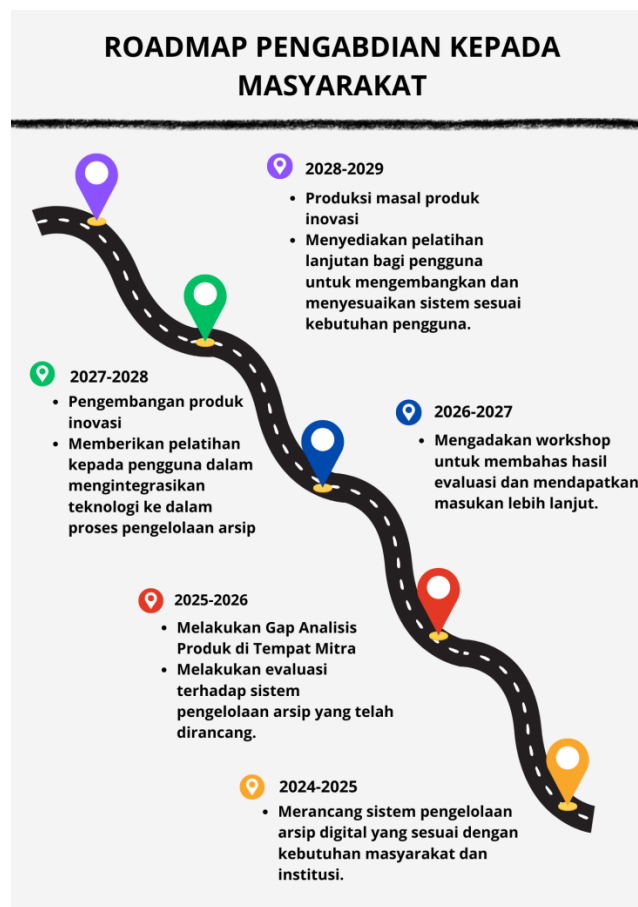 ROADMAP PENGABDIAN KEPADA
MASYARAKAT
2028-2029
• Produksi masal produk
inovasi
• Menyediakan pelatihan
lanjutan bagi pengguna
untuk mengembangkan dan
menyesuaikan sistem sesuai
kebutuhan pengguna.
2027-2028
• Pengembangan produk
inovasi
• Memberikan pelatihan
kepada pengguna dalam
mengintegrasikan
teknologi ke dalam
proses pengelolaan arsip
2026-2027
• Mengadakan workshop
untuk membahas hasil
evaluasi dan mendapatkan
masukan lebih lanjut.
2025-2026
• Melakukan Gap Analisis
Produk di Tempat Mitra
• Melakukan evaluasi
terhadap sistem
pengelolaan arsip yang telah
dirancang.
2024-2025
• Merancang sistem pengelolaan
arsip digital yang sesuai dengan
kebutuhan masyarakat dan
institusi.